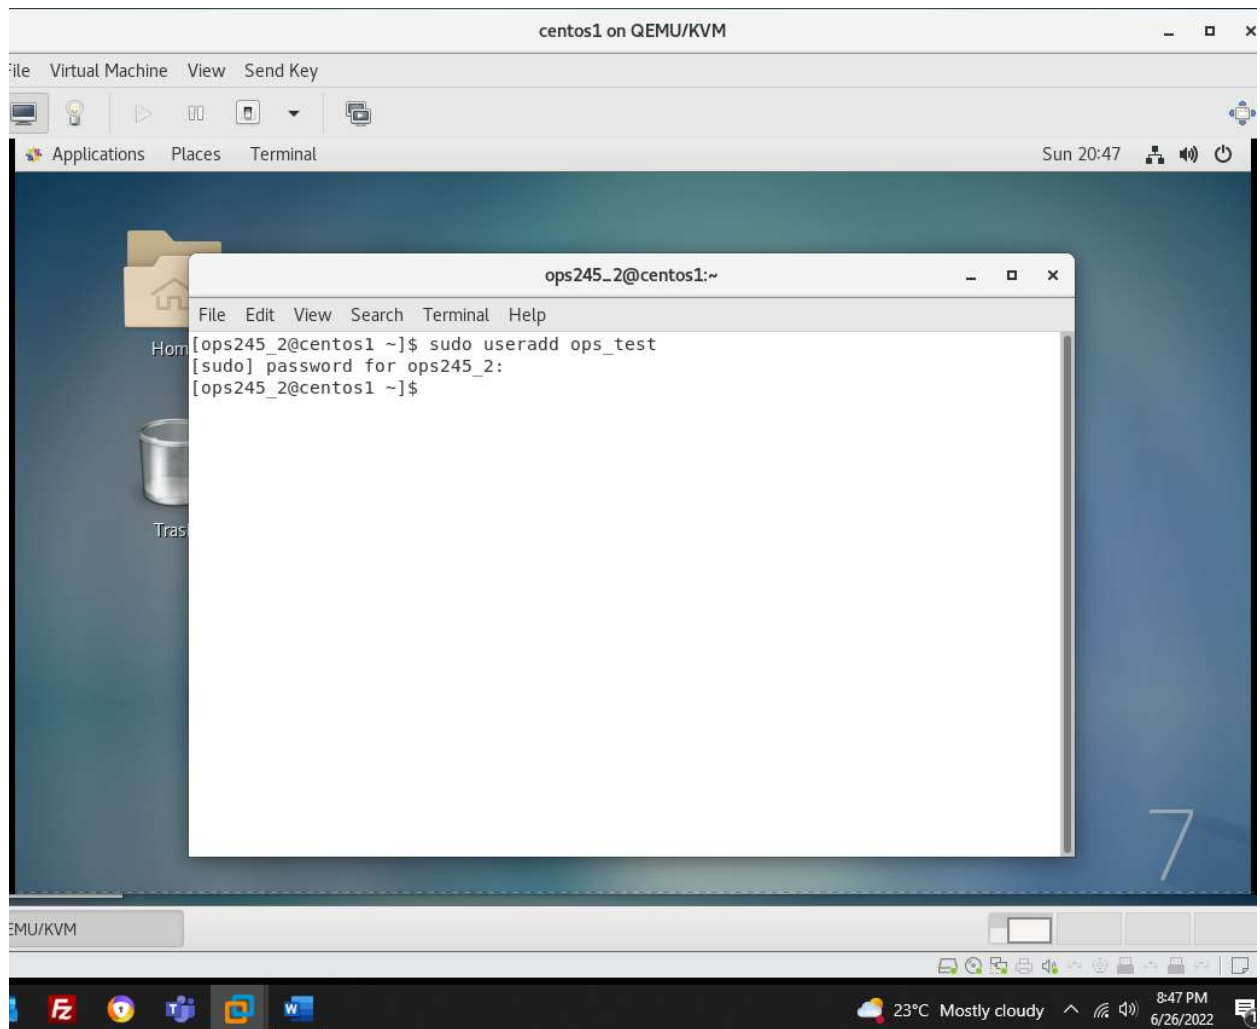 centos1 on QEMU/KVM
File Virtual Machine View Send Key
Applications Places Terminal Sun 20:47
ops245_2@centos1:~
File Edit View Search Terminal Help
[ops245_2@centos1 ~]$ sudo useradd ops_test
[sudo] password for ops245_2:
[ops245_2@centos1 ~]$
Hom
Tras
7
EMU/KVM
23°C Mostly cloudy 8:47 PM
6/26/2022